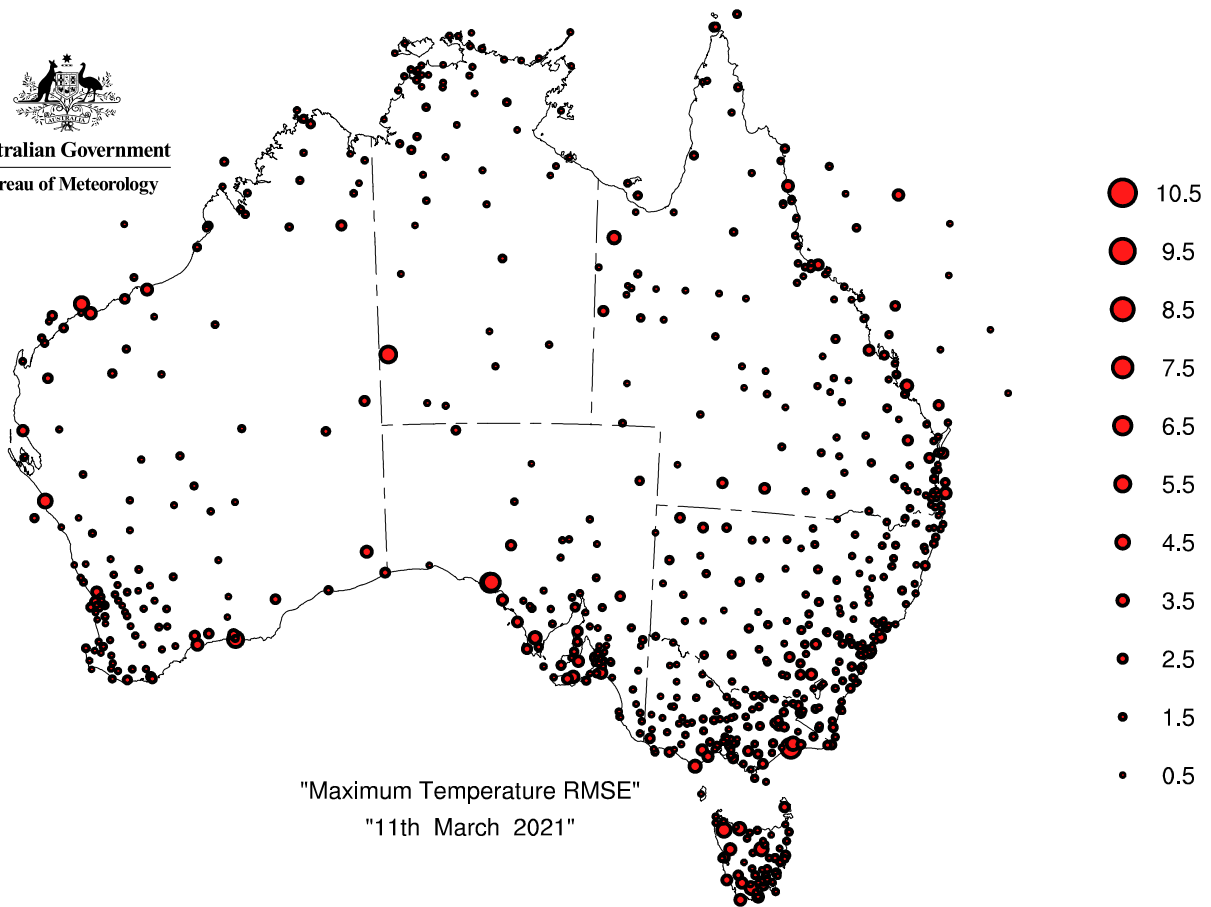 AUSTRALIA
tralian Government
reau of Meteorology
10.5
9.5
8.5
7.5
6.5
5.5
4.5
3.5
2.5
1.5
0.5
"Maximum Temperature RMSE"
"11th March 2021"